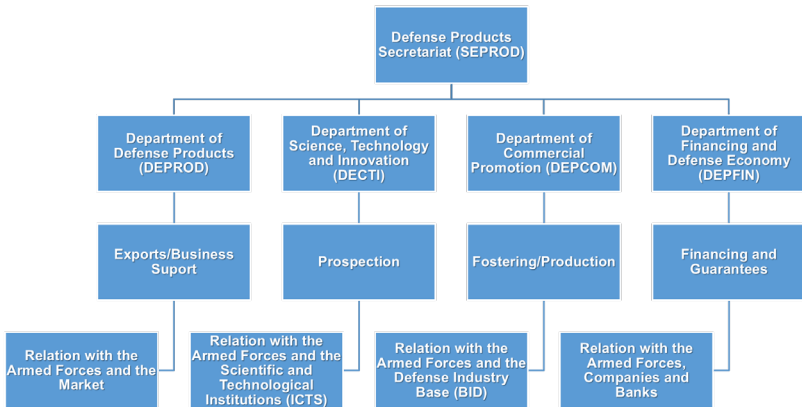 Defense Products
Secretariat (SEPROD)
Department of
Defense Products
(DEPROD)
Department of
Science, Technology
and Innovation
(DECTI)
Department of
Commercial
Promotion (DEPCOM)
Department of
Financing and
Defense Economy
(DEPFIN)
Exports/Business
Suport
Prospection
Fostering/Production
Financing and
Guarantees
Relation with the
Armed Forces and the
Market
Relation with the
Armed Forces and the
Scientific and
Technological
Institutions (ICTS)
Relation with the
Armed Forces and the
Defense Industry
Base (BID)
Relation with the
Armed Forces,
Companies and
Banks